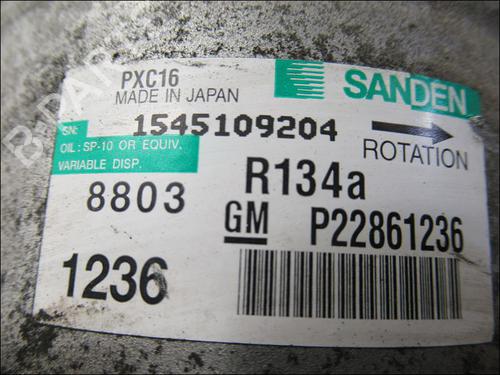 PXC16
MADE IN JAPAN
SANDEN
SN: 1545109204
ROTATION
OIL: SP-10 OR EQUIV.
VARIABLE DISP.
8803
R134a
GM P22861236
1236